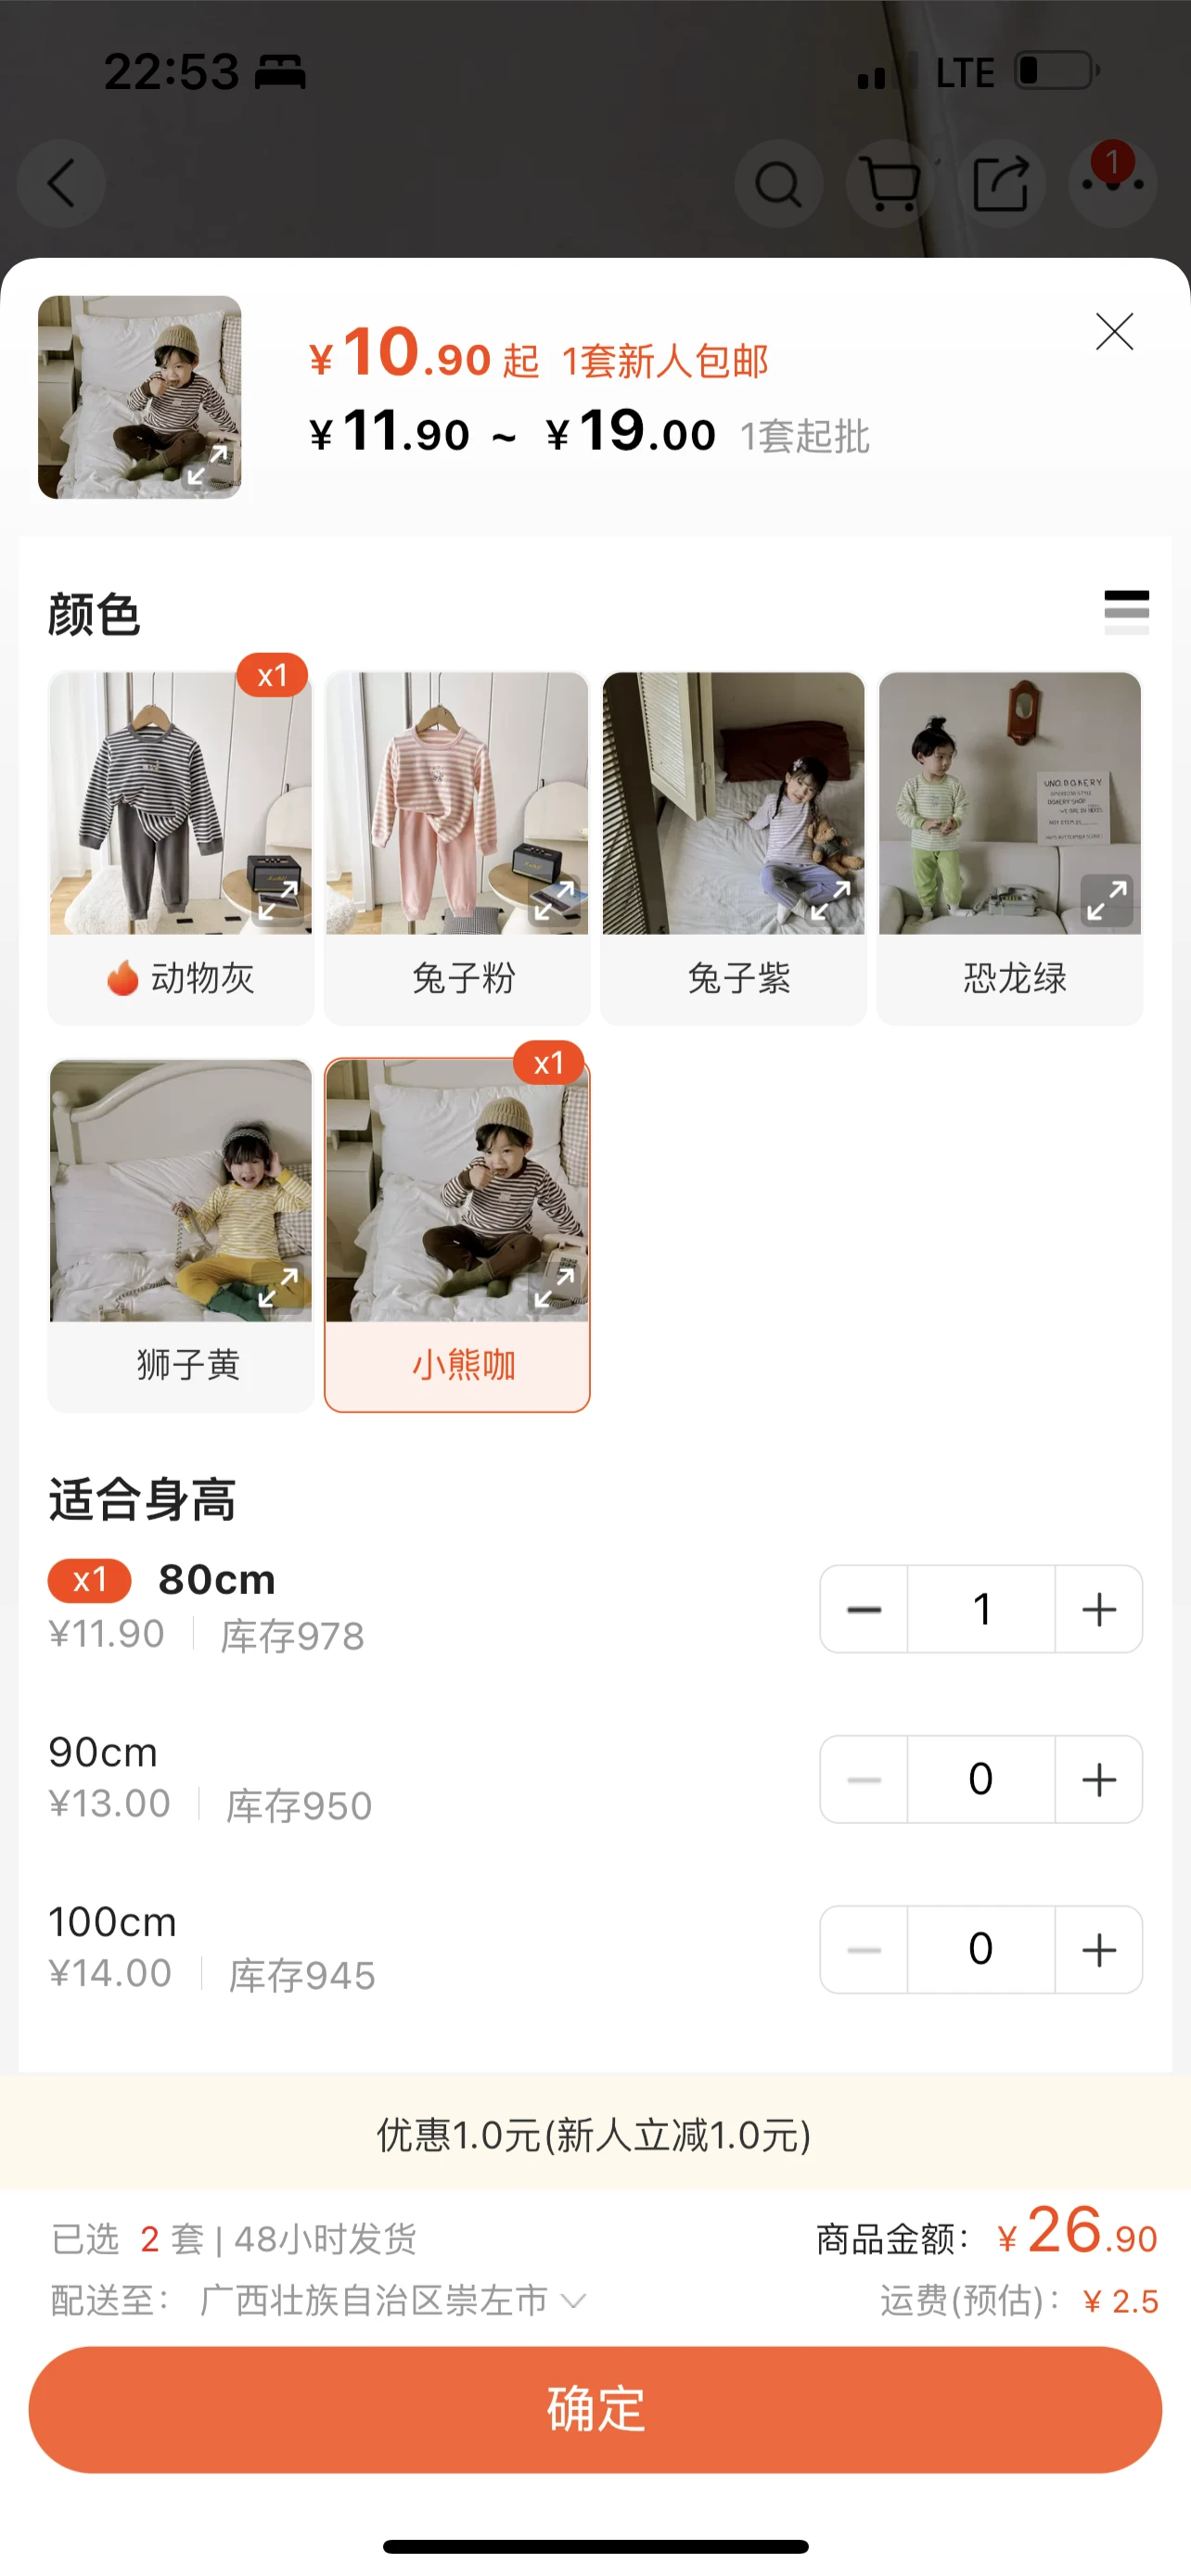 22:53
LTE
1
¥10.90起 1套新人包邮
¥11.90 ~ ¥19.00 1套起批
颜色
x1
UNO BAKERY
动物灰
兔子粉
兔子紫
恐龙绿
x1
狮子黄
小熊咖
适合身高
x1 80cm
¥11.90 库存978
1
90cm
¥13.00 库存950
0
100cm
¥14.00 库存945
0
优惠1.0元(新人立减1.0元)
已选 2 套 | 48小时发货
商品金额: ¥26.90
配送至: 广西壮族自治区崇左市
运费(预估): ¥2.5
确定